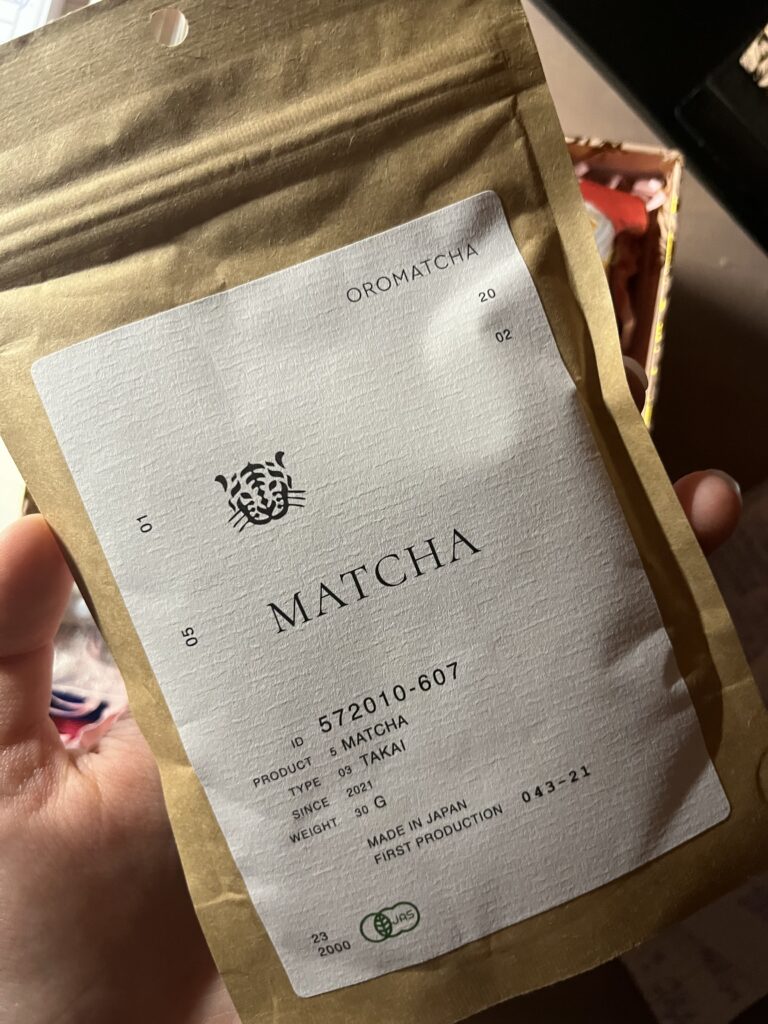 OROMATCHA
20
02
01
05
MATCHA
ID 572010-607
PRODUCT 5 MATCHA
TYPE 03 TAKAI
SINCE 2021
WEIGHT 30 G
MADE IN JAPAN
FIRST PRODUCTION 043-21
23
2000
JAS